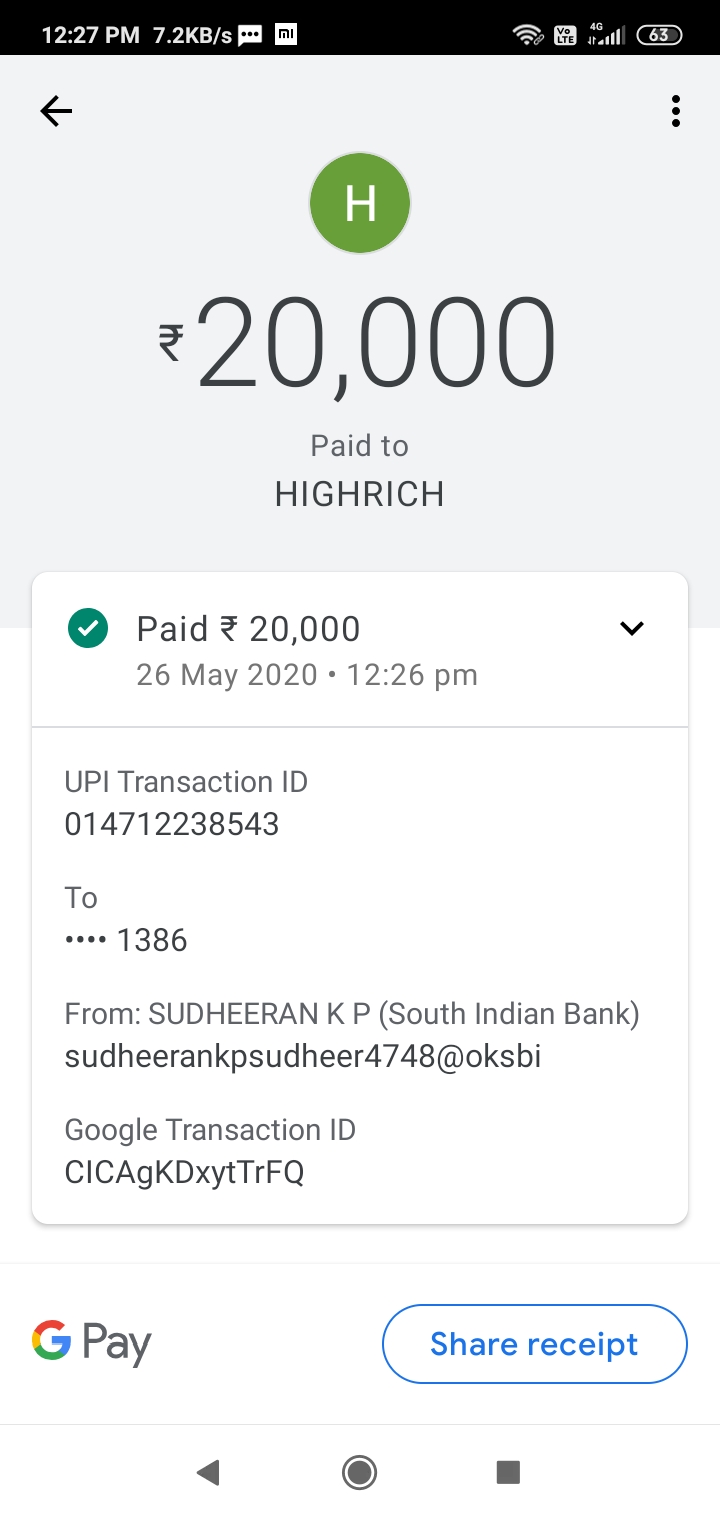 12:27 PM 7.2KB/s mi Vo LTE 4G 63
H
₹20,000
Paid to
HIGHRICH
Paid ₹ 20,000
26 May 2020 • 12:26 pm
UPI Transaction ID
014712238543
To
•••• 1386
From: SUDHEERAN K P (South Indian Bank)
sudheerankpsudheer4748@oksbi
Google Transaction ID
CICAgKDxytTrFQ
G Pay
Share receipt